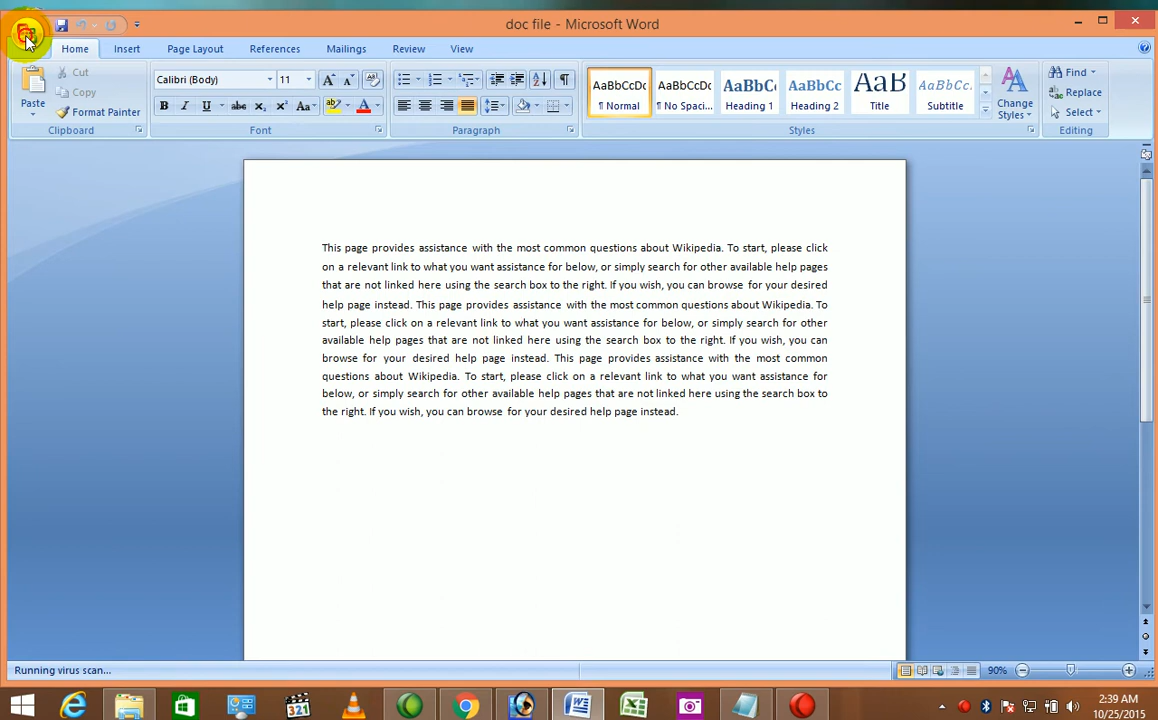 doc file - Microsoft Word
Home Insert Page Layout References Mailings Review View
Paste
Cut
Copy
Format Painter
Clipboard
Calibri (Body) 11
B I U abc x₂ x² Aa A
Font
Paragraph
AaBbCcDc AaBbCcDc AaBbC AaBbCc AaB AaBbCc
¶ Normal ¶ No Spaci... Heading 1 Heading 2 Title Subtitle
Change
Styles
Styles
Find
Replace
Select
Editing
This page provides assistance with the most common questions about Wikipedia. To start, please click
on a relevant link to what you want assistance for below, or simply search for other available help pages
that are not linked here using the search box to the right. If you wish, you can browse for your desired
help page instead. This page provides assistance with the most common questions about Wikipedia. To
start, please click on a relevant link to what you want assistance for below, or simply search for other
available help pages that are not linked here using the search box to the right. If you wish, you can
browse for your desired help page instead. This page provides assistance with the most common
questions about Wikipedia. To start, please click on a relevant link to what you want assistance for
below, or simply search for other available help pages that are not linked here using the search box to
the right. If you wish, you can browse for your desired help page instead.
Running virus scan...
90%
321
2:39 AM
10/25/2015